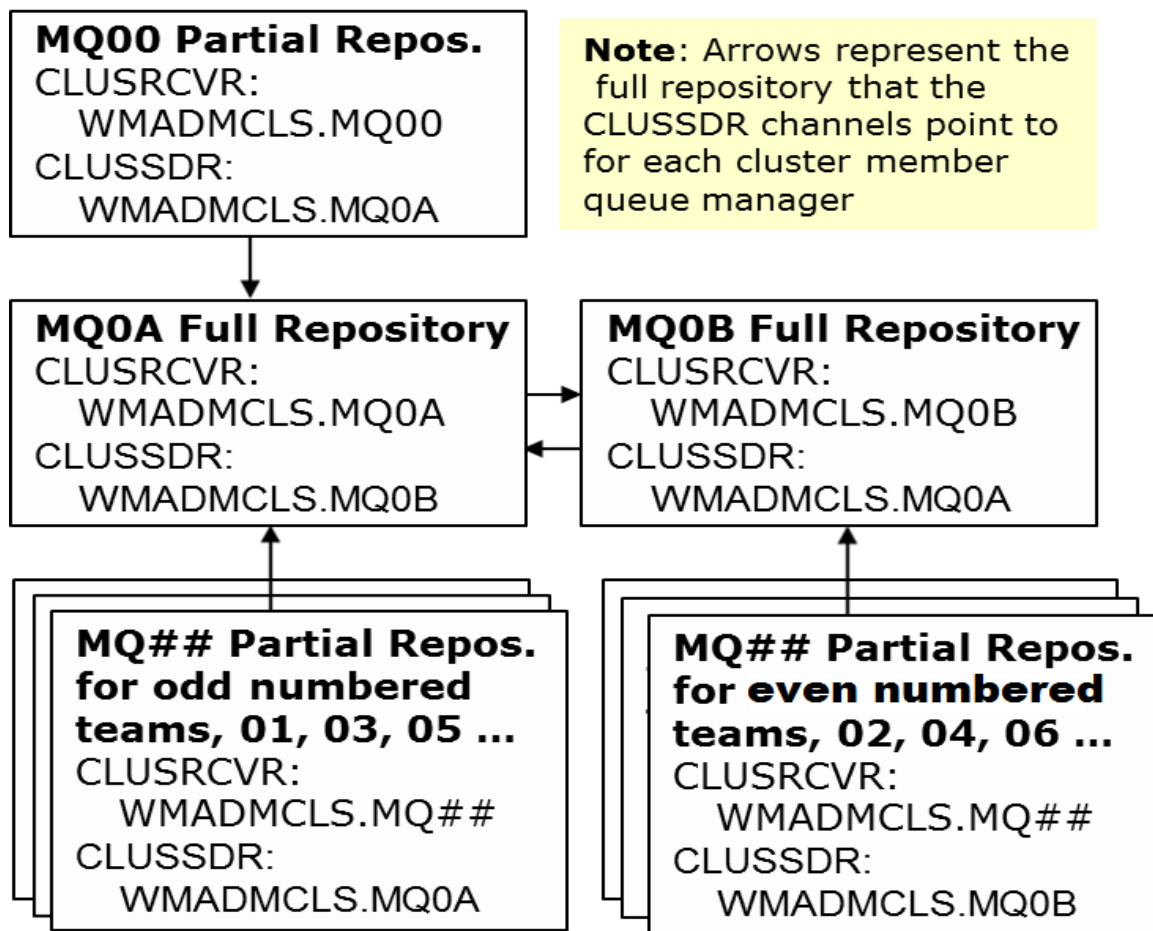 MQ00 Partial Repos.
CLUSRCVR:
WMADMCLS.MQ00
CLUSSDR:
WMADMCLS.MQ0A
Note: Arrows represent the
full repository that the
CLUSSDR channels point to
for each cluster member
queue manager
MQ0A Full Repository
CLUSRCVR:
WMADMCLS.MQ0A
CLUSSDR:
WMADMCLS.MQ0B
MQ0B Full Repository
CLUSRCVR:
WMADMCLS.MQ0B
CLUSSDR:
WMADMCLS.MQ0A
MQ## Partial Repos.
for odd numbered
teams, 01, 03, 05 ...
CLUSRCVR:
WMADMCLS.MQ##
CLUSSDR:
WMADMCLS.MQ0A
MQ## Partial Repos.
for even numbered
teams, 02, 04, 06 ...
CLUSRCVR:
WMADMCLS.MQ##
CLUSSDR:
WMADMCLS.MQ0B